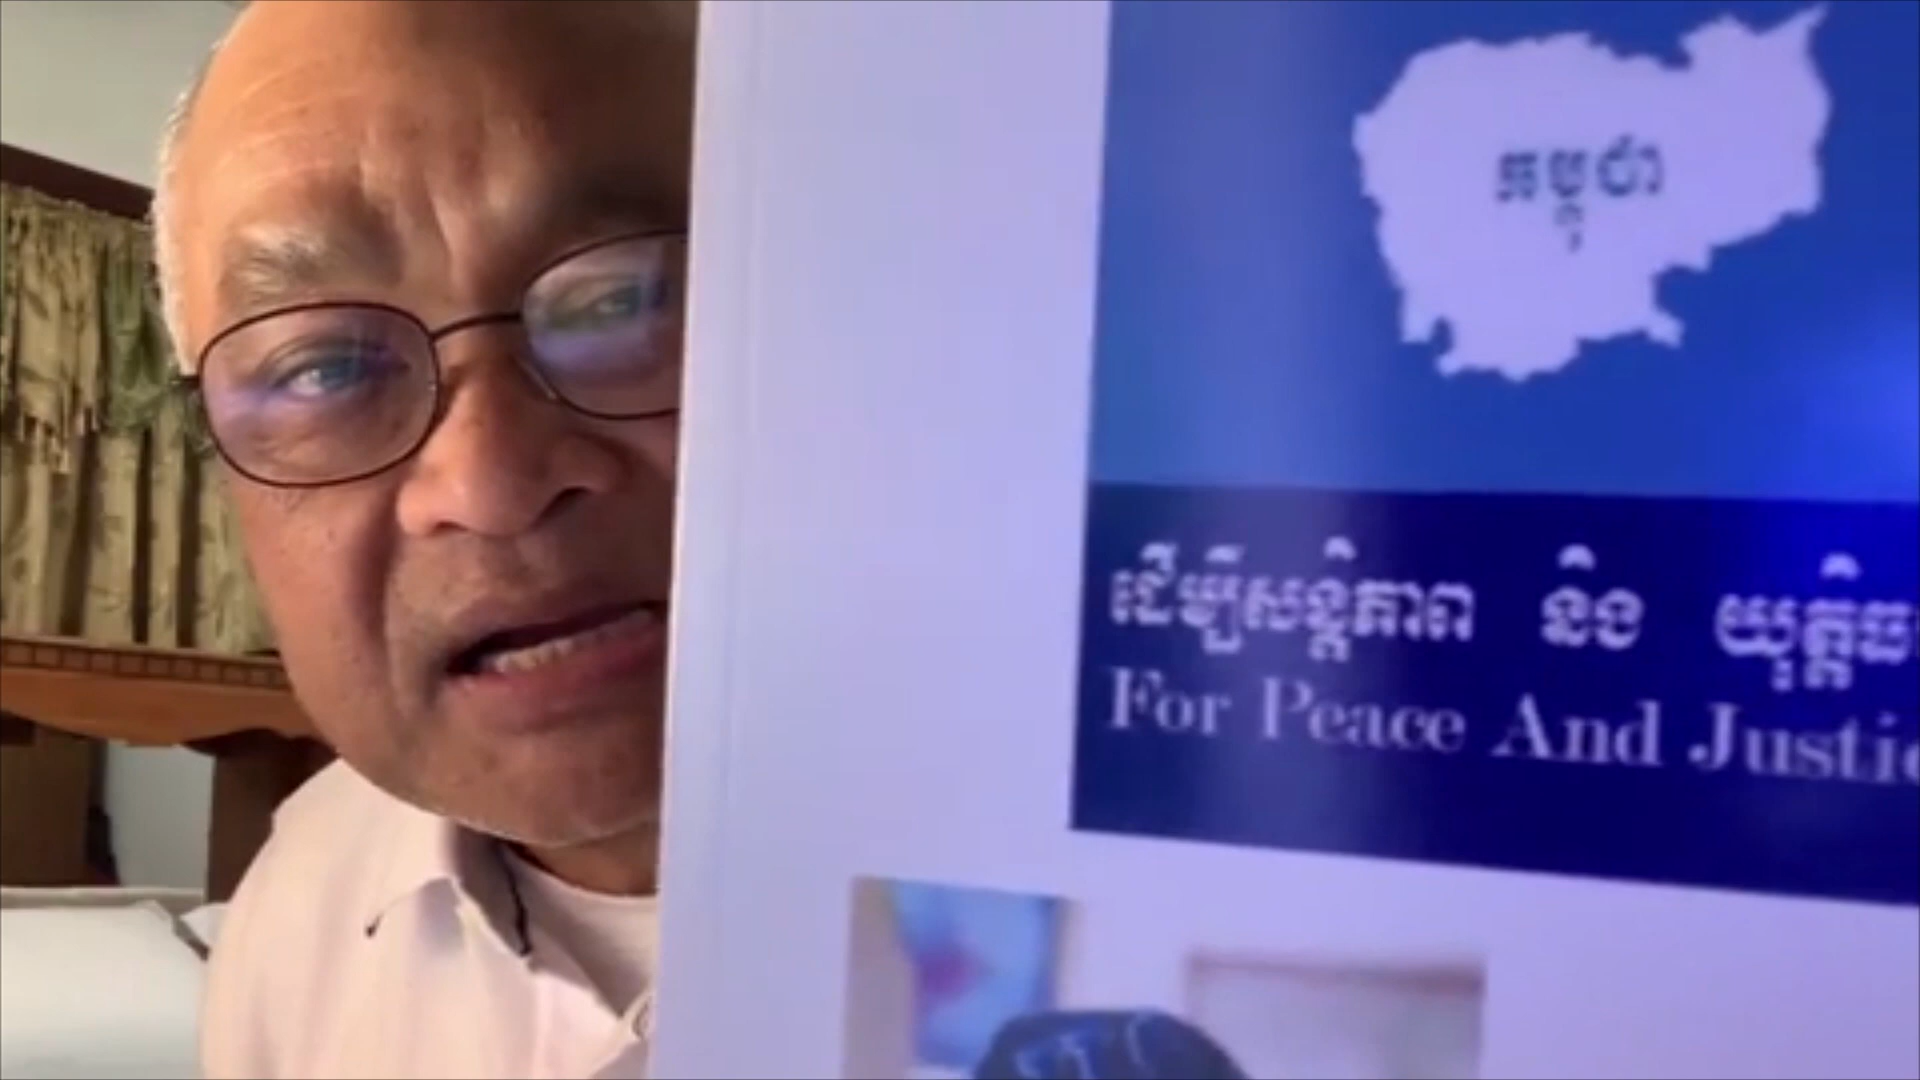 កម្ពុជា
ដើម្បីសន្តិភាព និង
For Peace And